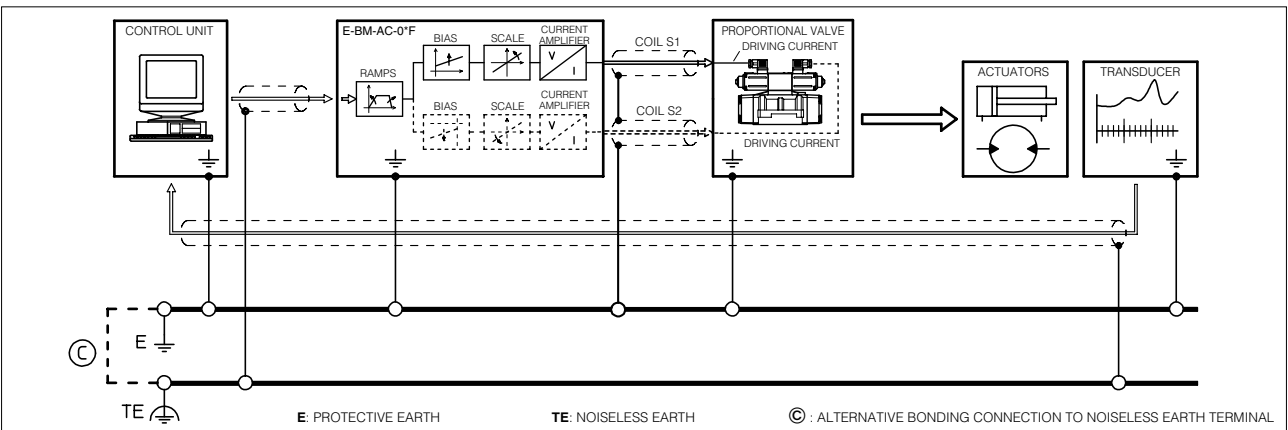 CONTROL UNIT
E-BM-AC-0*F
RAMPS
BIAS
SCALE
CURRENT
AMPLIFIER
V
I
BIAS
SCALE
CURRENT
AMPLIFIER
V
I
COIL S1
COIL S2
PROPORTIONAL VALVE
DRIVING CURRENT
DRIVING CURRENT
ACTUATORS
TRANSDUCER
E
C
TE
E: PROTECTIVE EARTH
TE: NOISELESS EARTH
© : ALTERNATIVE BONDING CONNECTION TO NOISELESS EARTH TERMINAL